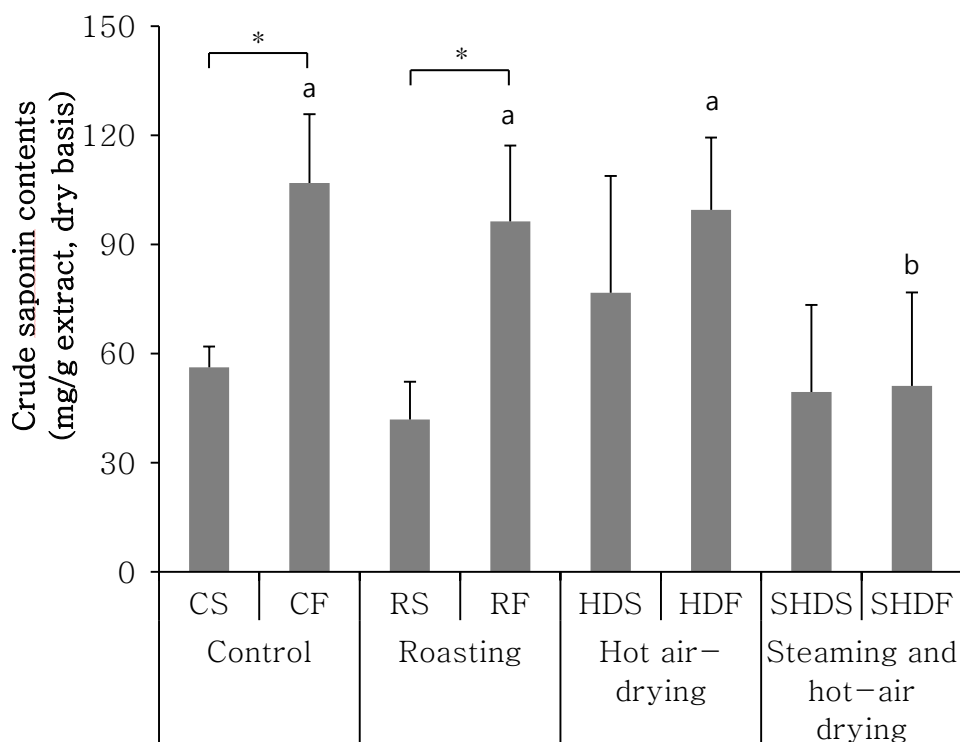 Crude saponin contents
(mg/g extract, dry basis)
150
120
90
60
30
0
*
*
a
a
a
b
CS CF RS RF HDS HDF SHDS SHDF
Control
Roasting
Hot air-
drying
Steaming and
hot-air
drying